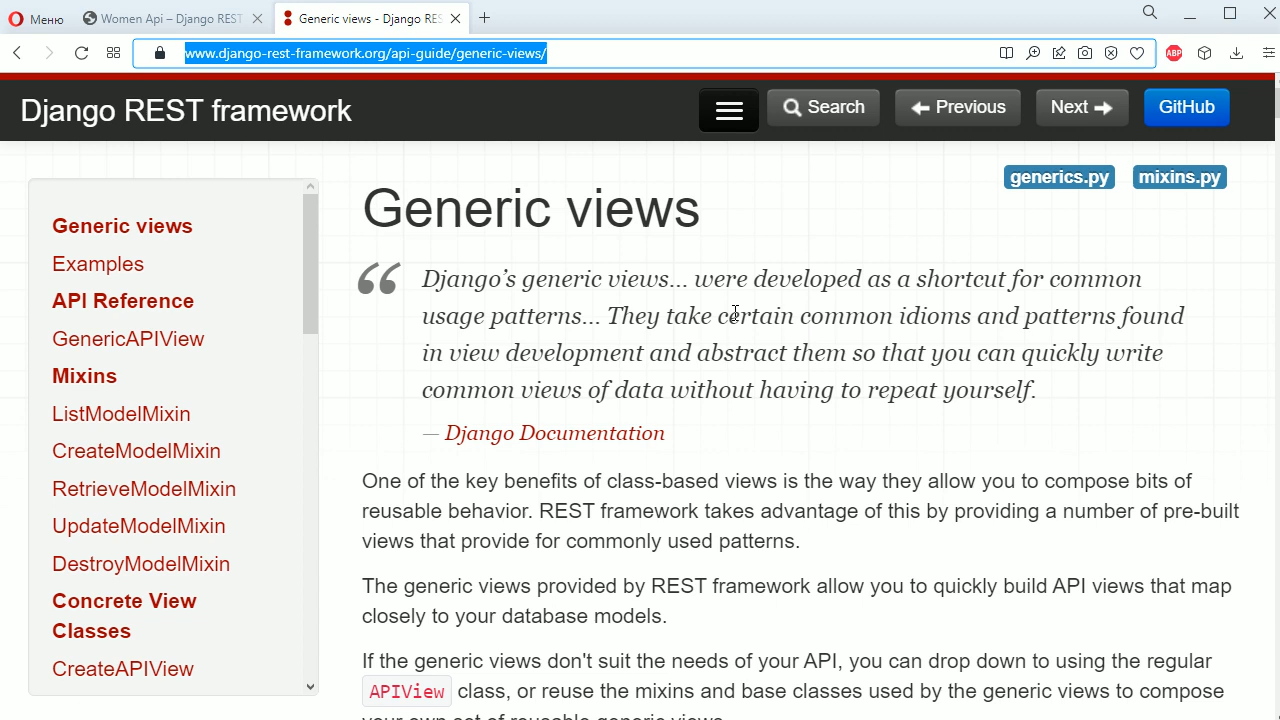 Меню
Women Api – Django REST
Generic views - Django RES
www.django-rest-framework.org/api-guide/generic-views/
ABP
Django REST framework
Search
Previous
Next
GitHub
generics.py
mixins.py
Generic views
Examples
API Reference
GenericAPIView
Mixins
ListModelMixin
CreateModelMixin
RetrieveModelMixin
UpdateModelMixin
DestroyModelMixin
Concrete View
Classes
CreateAPIView
Generic views
“ Django’s generic views... were developed as a shortcut for common
usage patterns... They take certain common idioms and patterns found
in view development and abstract them so that you can quickly write
common views of data without having to repeat yourself.
— Django Documentation
One of the key benefits of class-based views is the way they allow you to compose bits of
reusable behavior. REST framework takes advantage of this by providing a number of pre-built
views that provide for commonly used patterns.
The generic views provided by REST framework allow you to quickly build API views that map
closely to your database models.
If the generic views don't suit the needs of your API, you can drop down to using the regular
APIView class, or reuse the mixins and base classes used by the generic views to compose
your own set of reusable generic views.